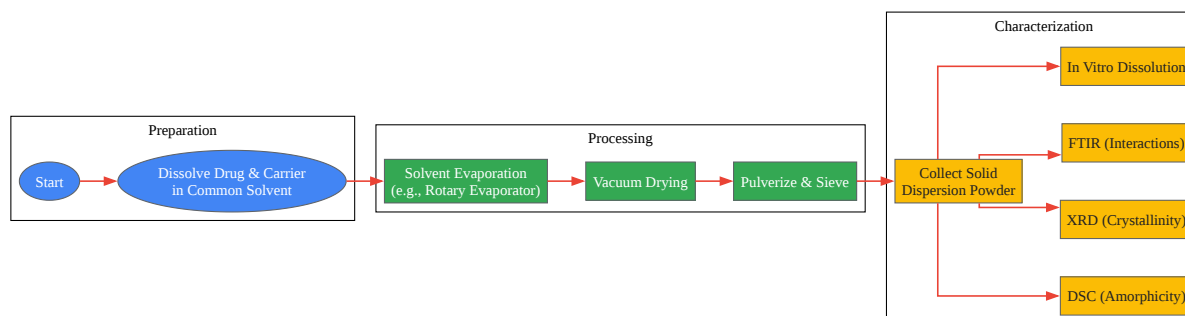 Preparation
Start
Dissolve Drug & Carrier
in Common Solvent
Processing
Solvent Evaporation
(e.g., Rotary Evaporator)
Vacuum Drying
Pulverize & Sieve
Characterization
Collect Solid
Dispersion Powder
In Vitro Dissolution
FTIR (Interactions)
XRD (Crystallinity)
DSC (Amorphicity)